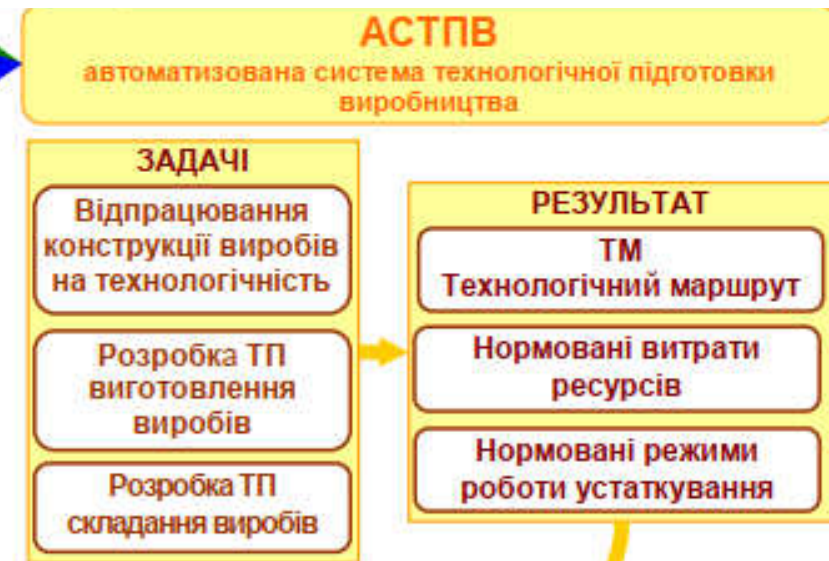 АСТПВ
автоматизована система технологічної підготовки
виробництва
ЗАДАЧІ
Відпрацювання
конструкції виробів
на технологічність
Розробка ТП
виготовлення
виробів
Розробка ТП
складання виробів
РЕЗУЛЬТАТ
ТМ
Технологічний маршрут
Нормовані витрати
ресурсів
Нормовані режими
роботи устаткування